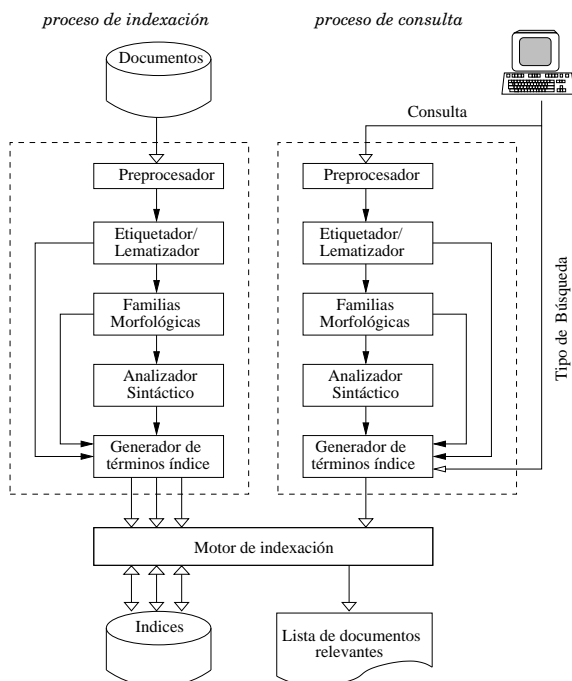 proceso de indexación
proceso de consulta
Documentos
Consulta
Preprocesador
Etiquetador/
Lematizador
Familias
Morfológicas
Analizador
Sintáctico
Generador de
términos índice
Preprocesador
Etiquetador/
Lematizador
Familias
Morfológicas
Analizador
Sintáctico
Generador de
términos índice
Tipo de Búsqueda
Motor de indexación
Indices
Lista de documentos
relevantes